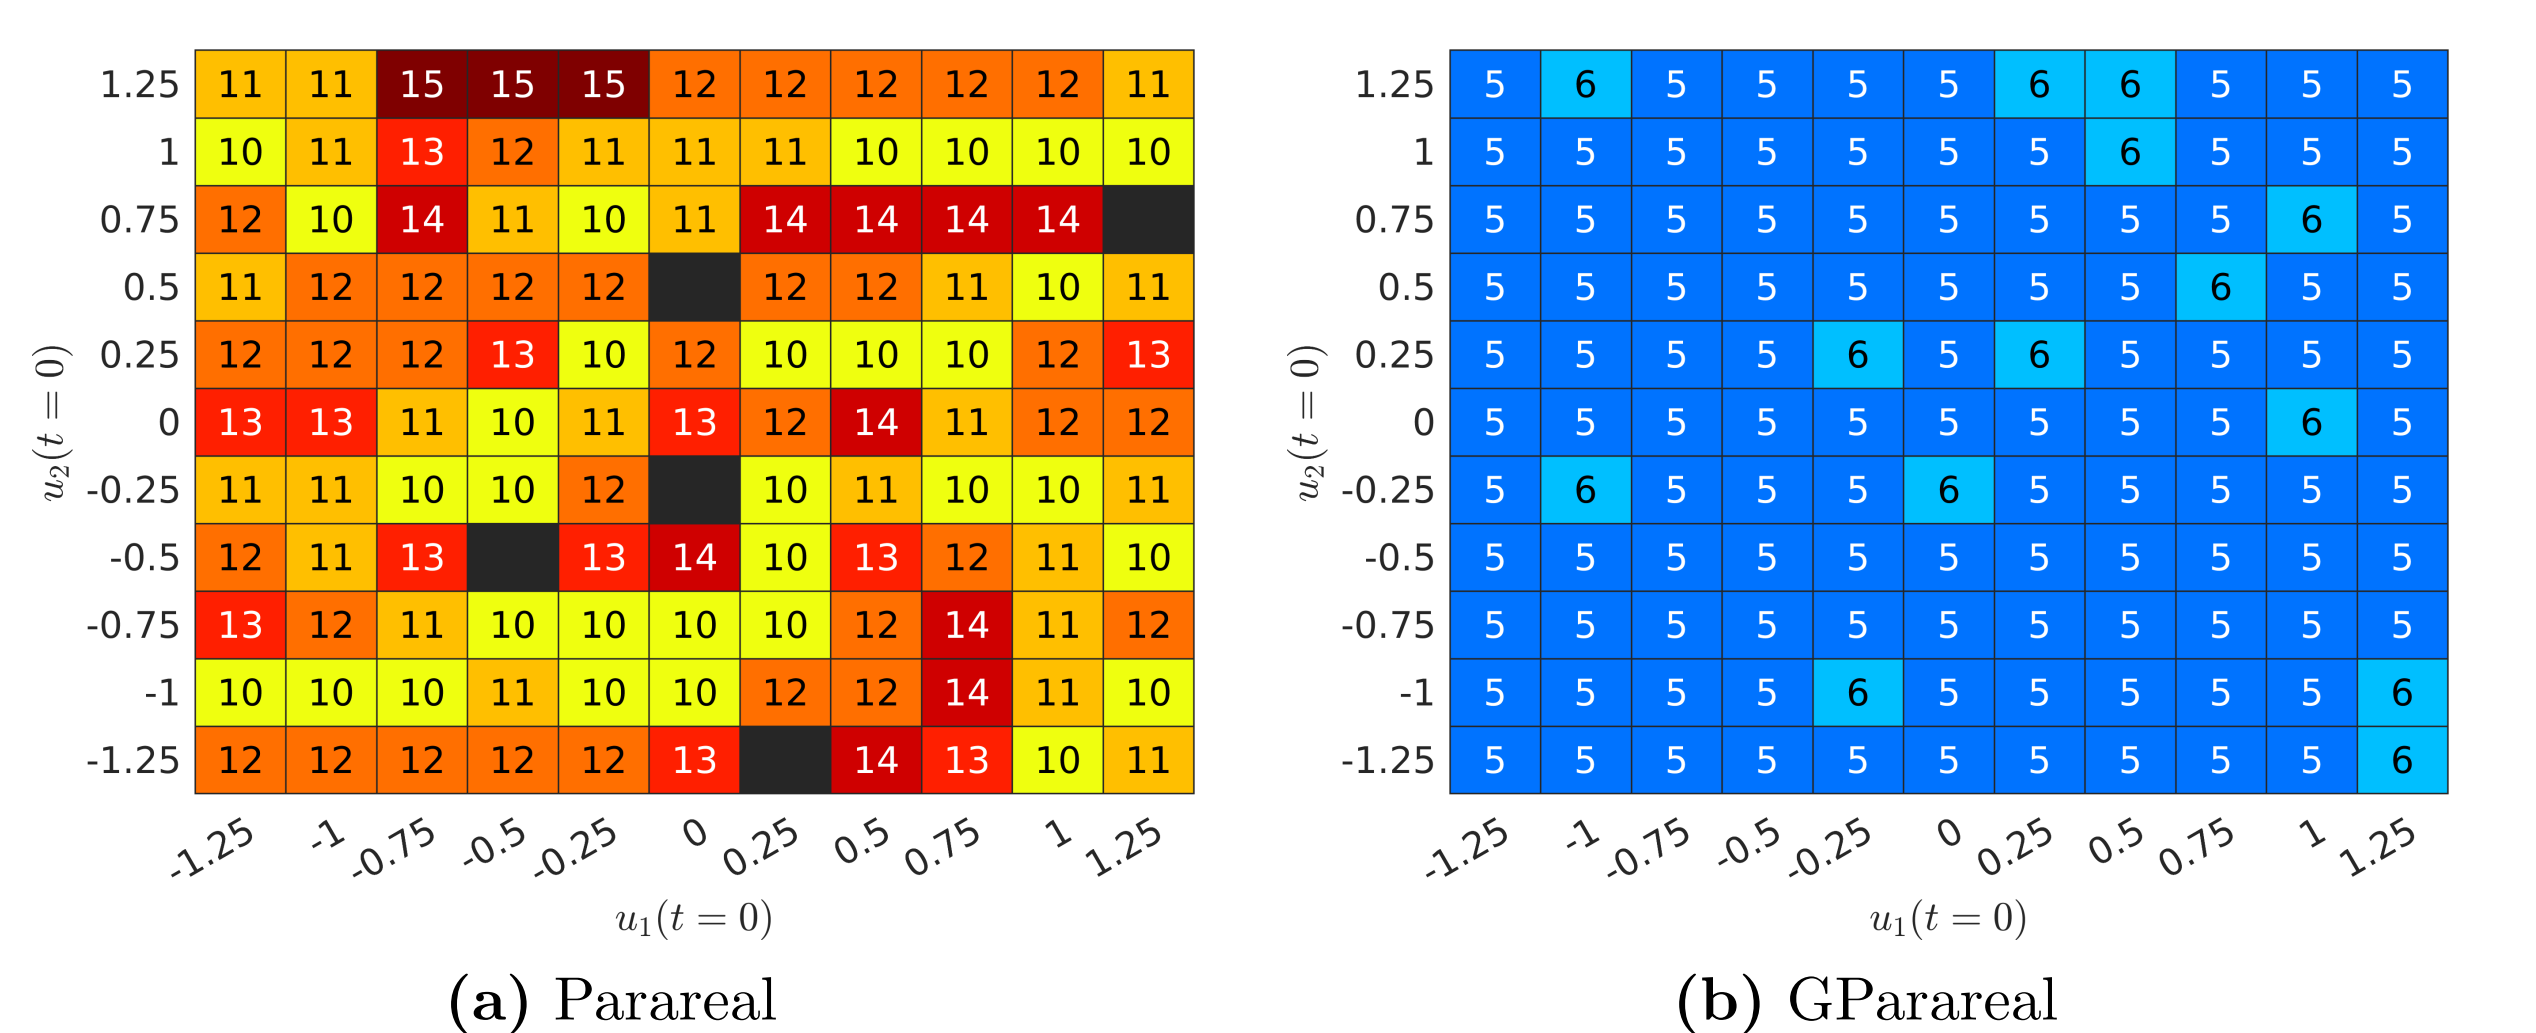 1.25 11 11 15 15 15 12 12 12 12 12 11
1 10 11 13 12 11 11 11 10 10 10 10
0.75 12 10 14 11 10 11 14 14 14 14
0.5 11 12 12 12 12 12 12 11 10 11
0.25 12 12 12 13 10 12 10 10 10 12 13
0 13 13 11 10 11 13 12 14 11 12 12
-0.25 11 11 10 10 12 10 11 10 10 11
-0.5 12 11 13 13 14 10 13 12 11 10
-0.75 13 12 11 10 10 10 10 12 14 11 12
-1 10 10 10 11 10 10 12 12 14 11 10
-1.25 12 12 12 12 12 13 14 13 10 11
-1.25 -1 -0.75 -0.5 -0.25 0 0.25 0.5 0.75 1 1.25
u₂(t = 0)
u₁(t = 0)
(a) Parareal
1.25 5 6 5 5 5 5 6 6 5 5 5
1 5 5 5 5 5 5 5 6 5 5 5
0.75 5 5 5 5 5 5 5 5 5 6 5
0.5 5 5 5 5 5 5 5 5 6 5 5
0.25 5 5 5 5 6 5 6 5 5 5 5
0 5 5 5 5 5 5 5 5 5 6 5
-0.25 5 6 5 5 5 6 5 5 5 5 5
-0.5 5 5 5 5 5 5 5 5 5 5 5
-0.75 5 5 5 5 5 5 5 5 5 5 5
-1 5 5 5 5 6 5 5 5 5 5 6
-1.25 5 5 5 5 5 5 5 5 5 5 6
-1.25 -1 -0.75 -0.5 -0.25 0 0.25 0.5 0.75 1 1.25
u₂(t = 0)
u₁(t = 0)
(b) GParareal